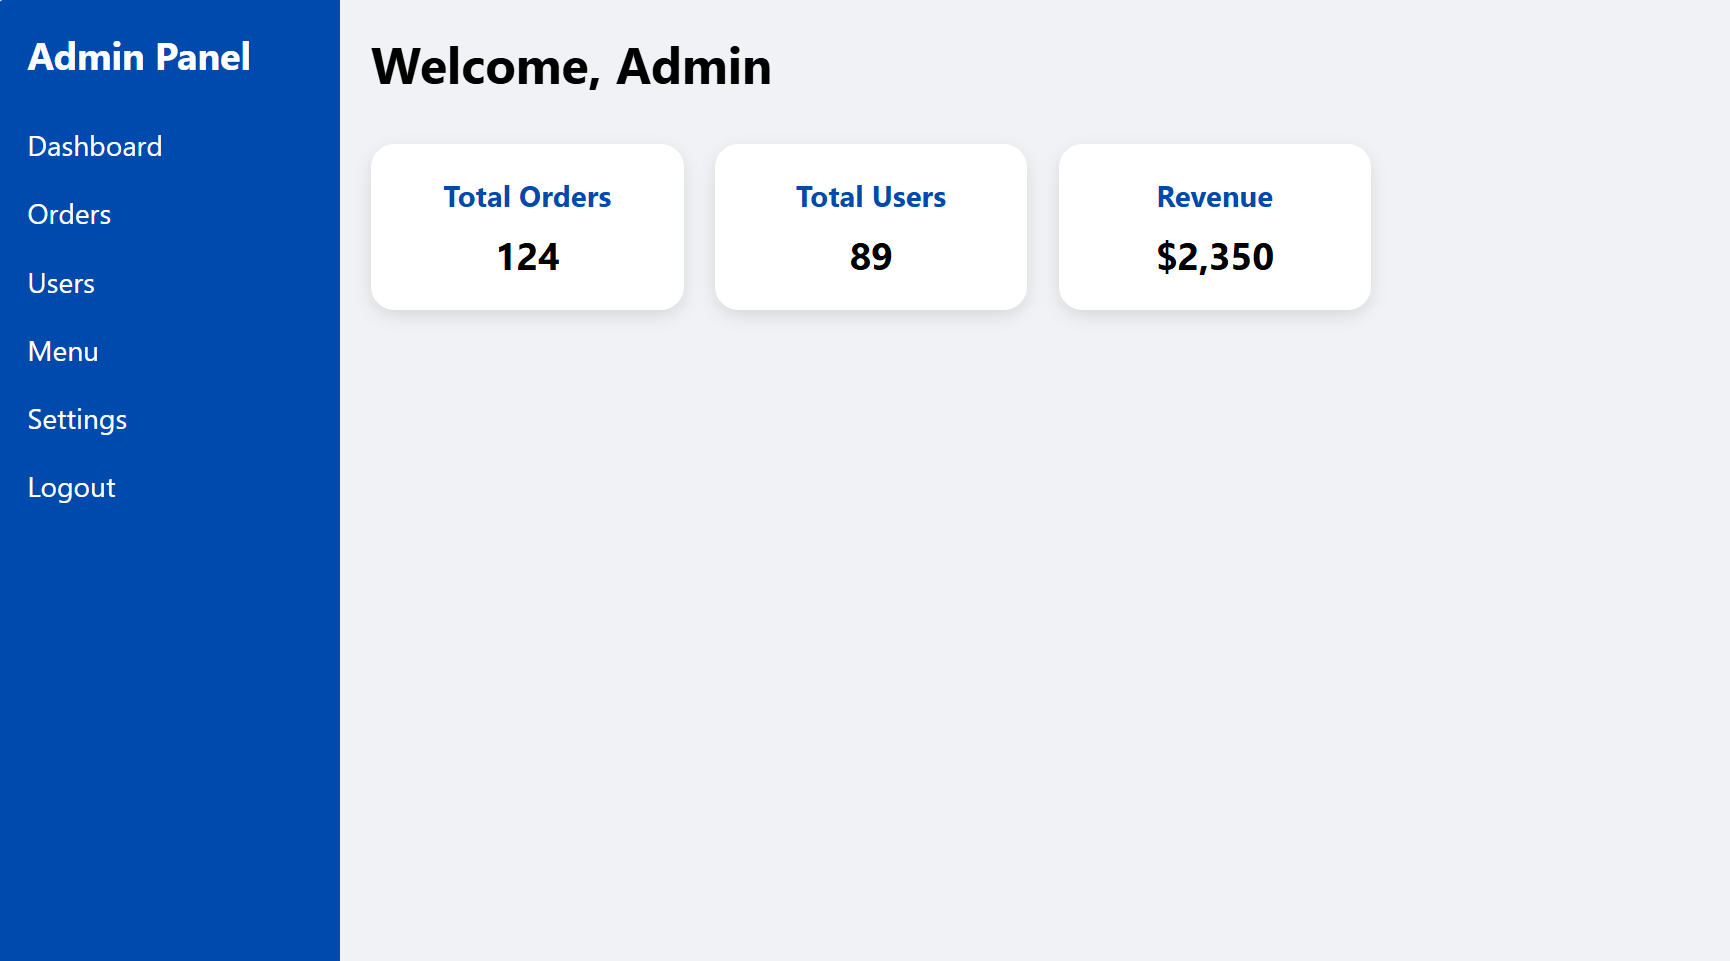 Admin Panel
Dashboard
Orders
Users
Menu
Settings
Logout
Welcome, Admin
Total Orders
124
Total Users
89
Revenue
$2,350